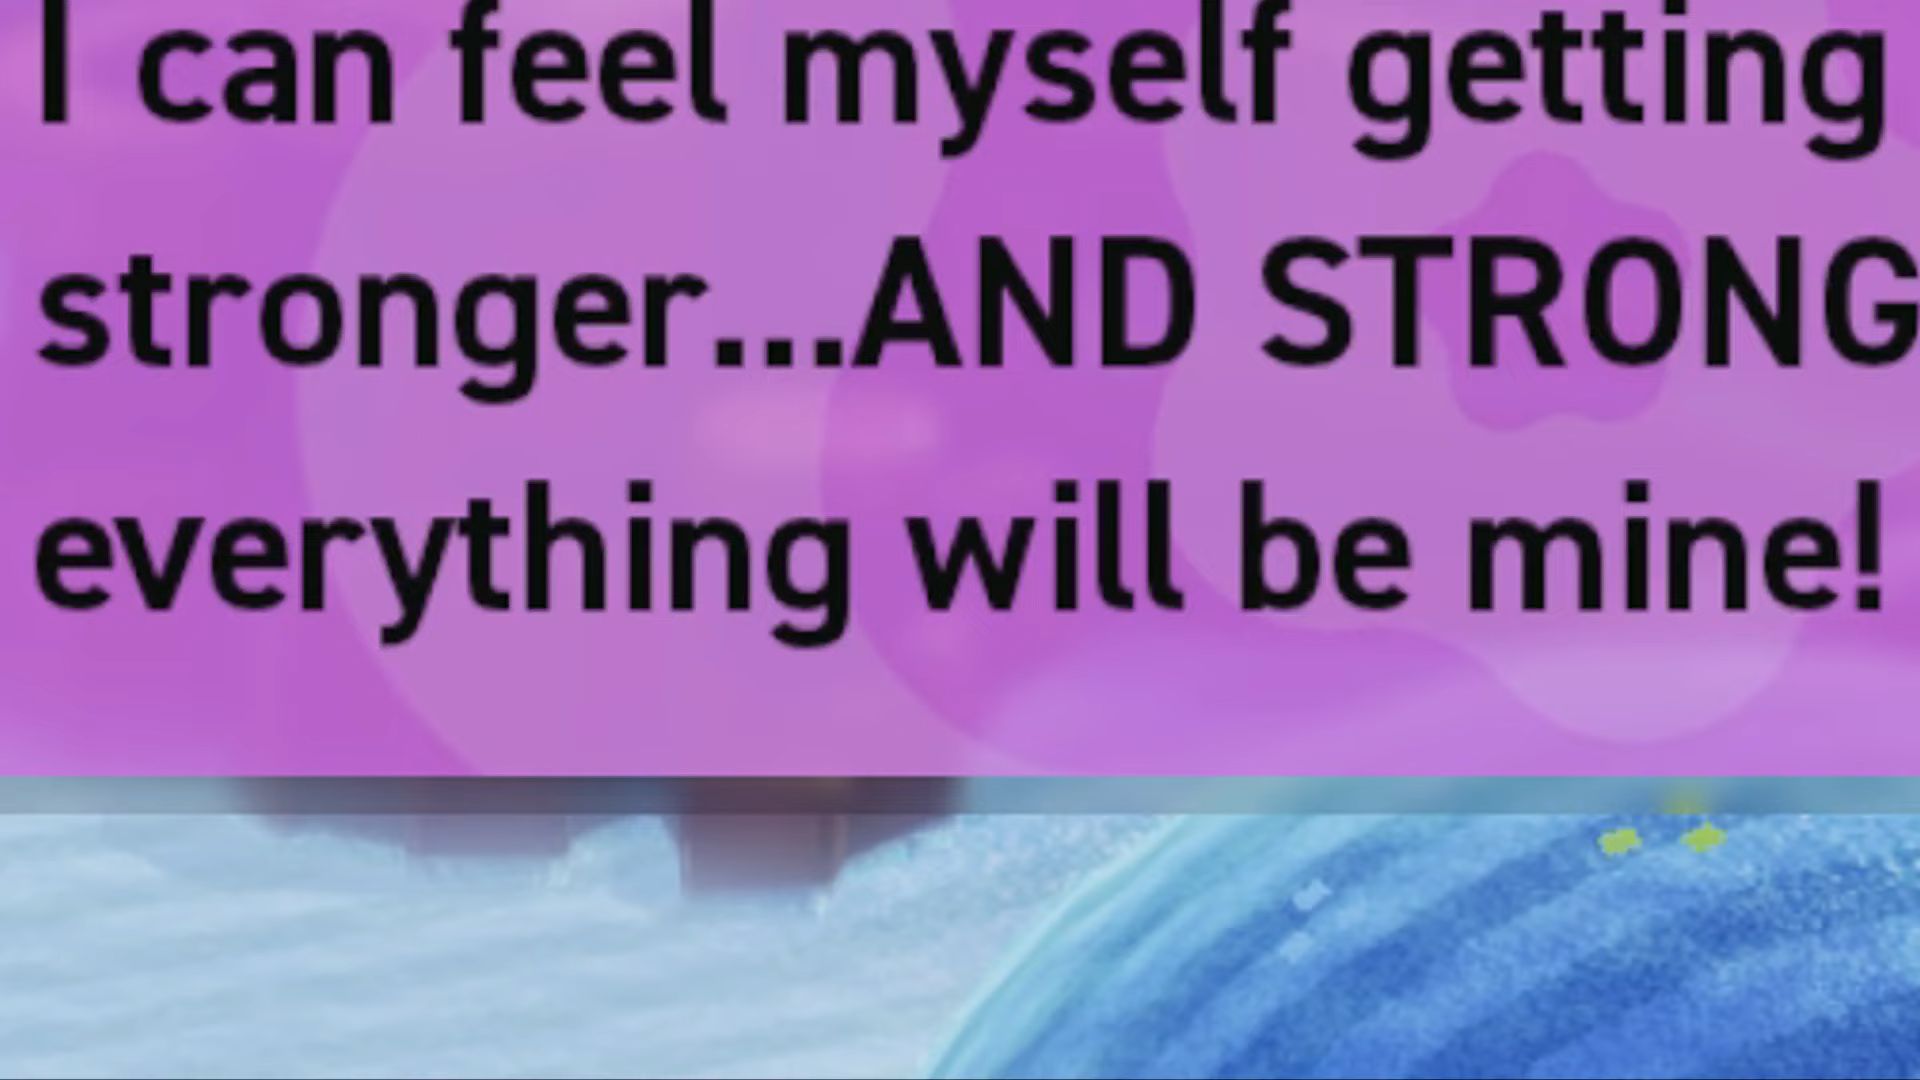 I can feel myself getting
stronger...AND STRONG
everything will be mine!